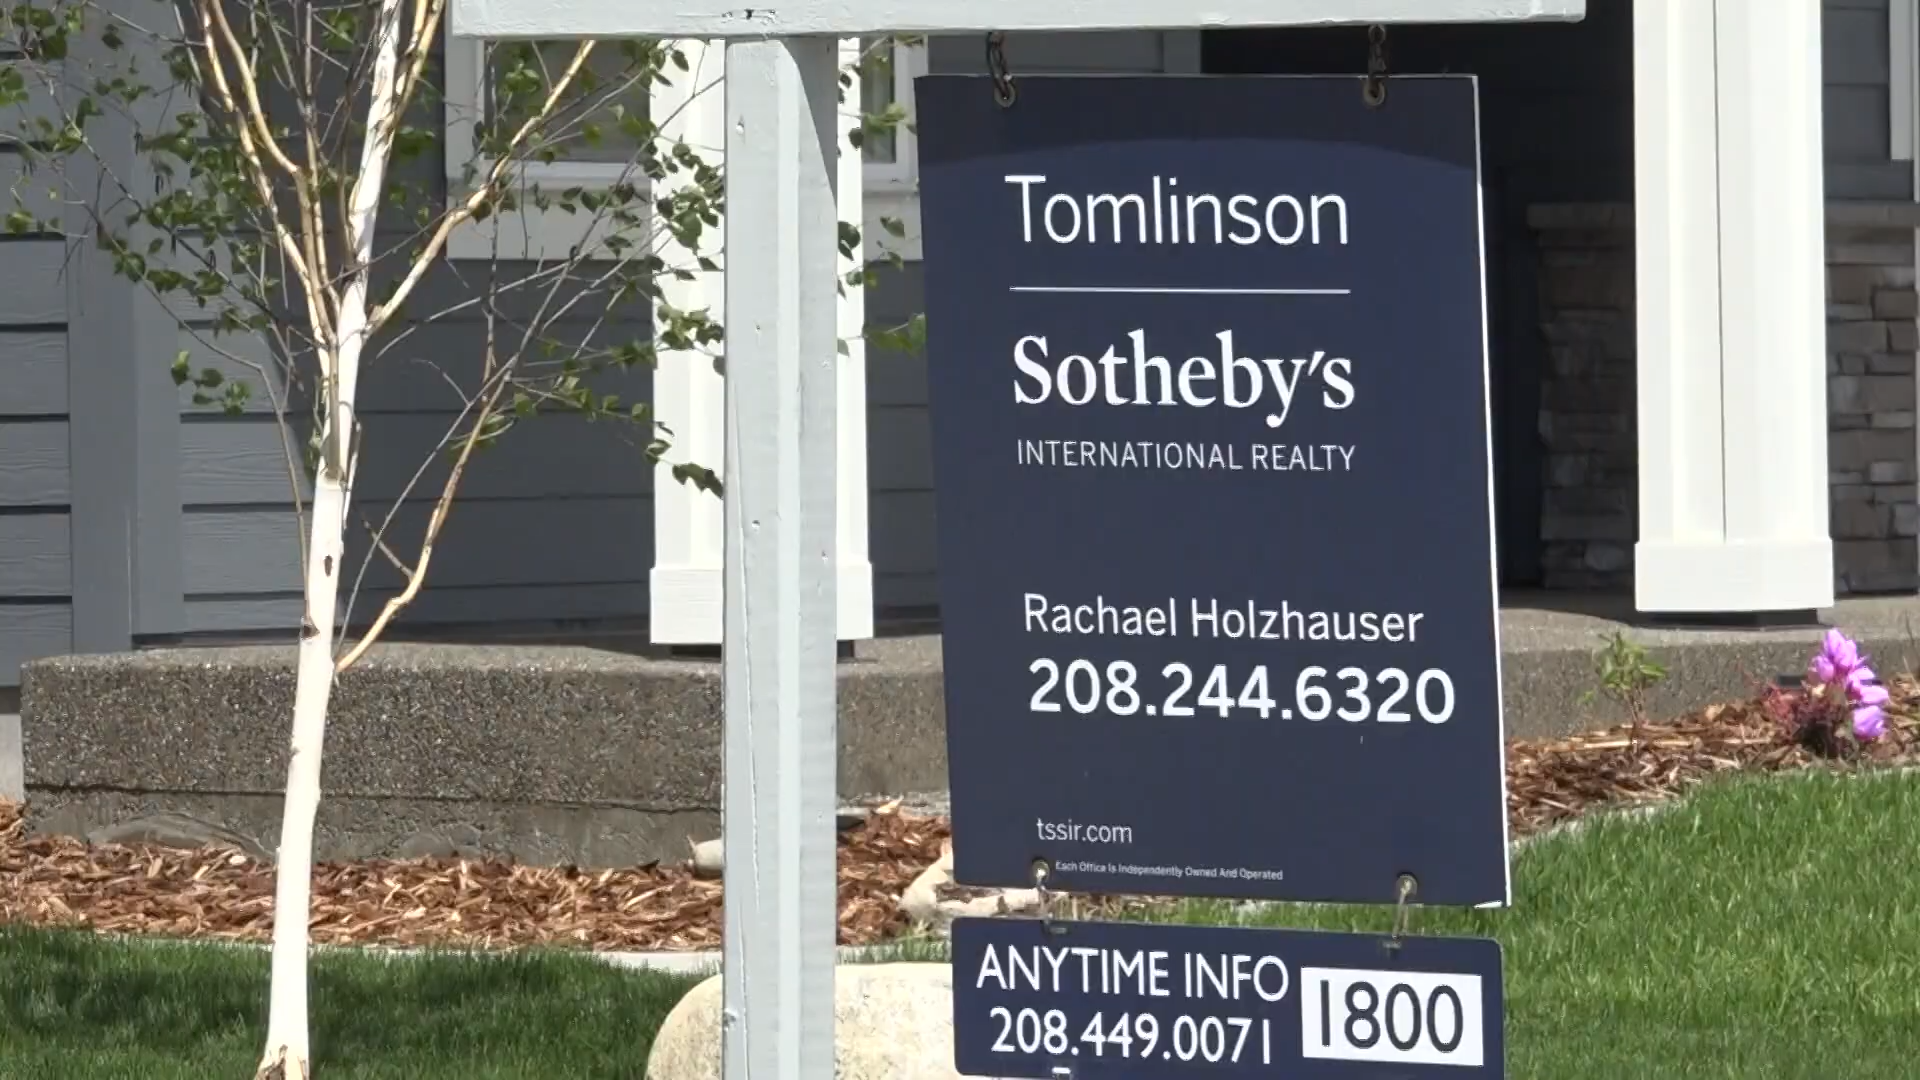 Tomlinson
Sotheby's
INTERNATIONAL REALTY
Rachael Holzhauser
208.244.6320
tssir.com
Each Office Is Independently Owned And Operated
ANYTIME INFO
208.449.0071
1800